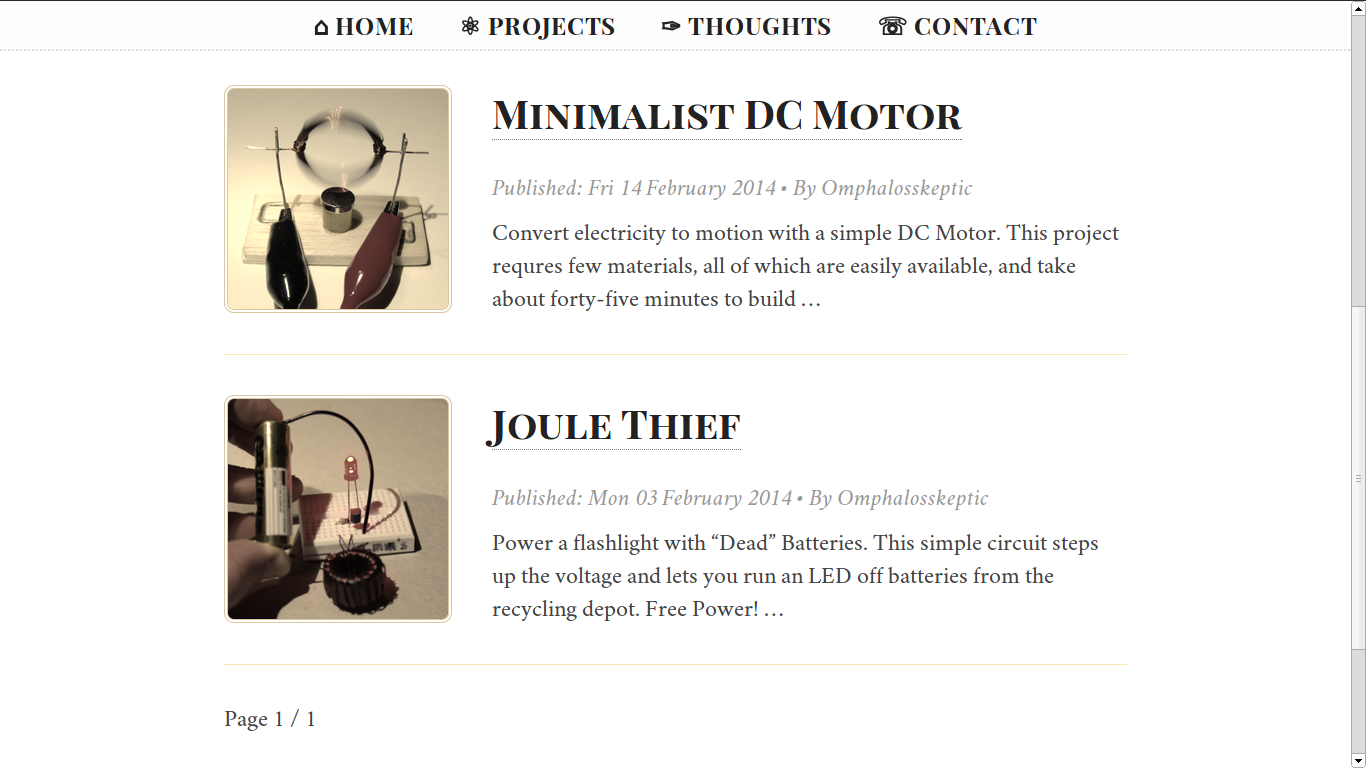 ⌂ HOME ⚛ PROJECTS ✑ THOUGHTS ☏ CONTACT
Minimalist DC Motor
Published: Fri 14 February 2014 • By Omphalosskeptic
Convert electricity to motion with a simple DC Motor. This project
requres few materials, all of which are easily available, and take
about forty-five minutes to build …
Joule Thief
Published: Mon 03 February 2014 • By Omphalosskeptic
Power a flashlight with “Dead” Batteries. This simple circuit steps
up the voltage and lets you run an LED off batteries from the
recycling depot. Free Power! …
Page 1 / 1